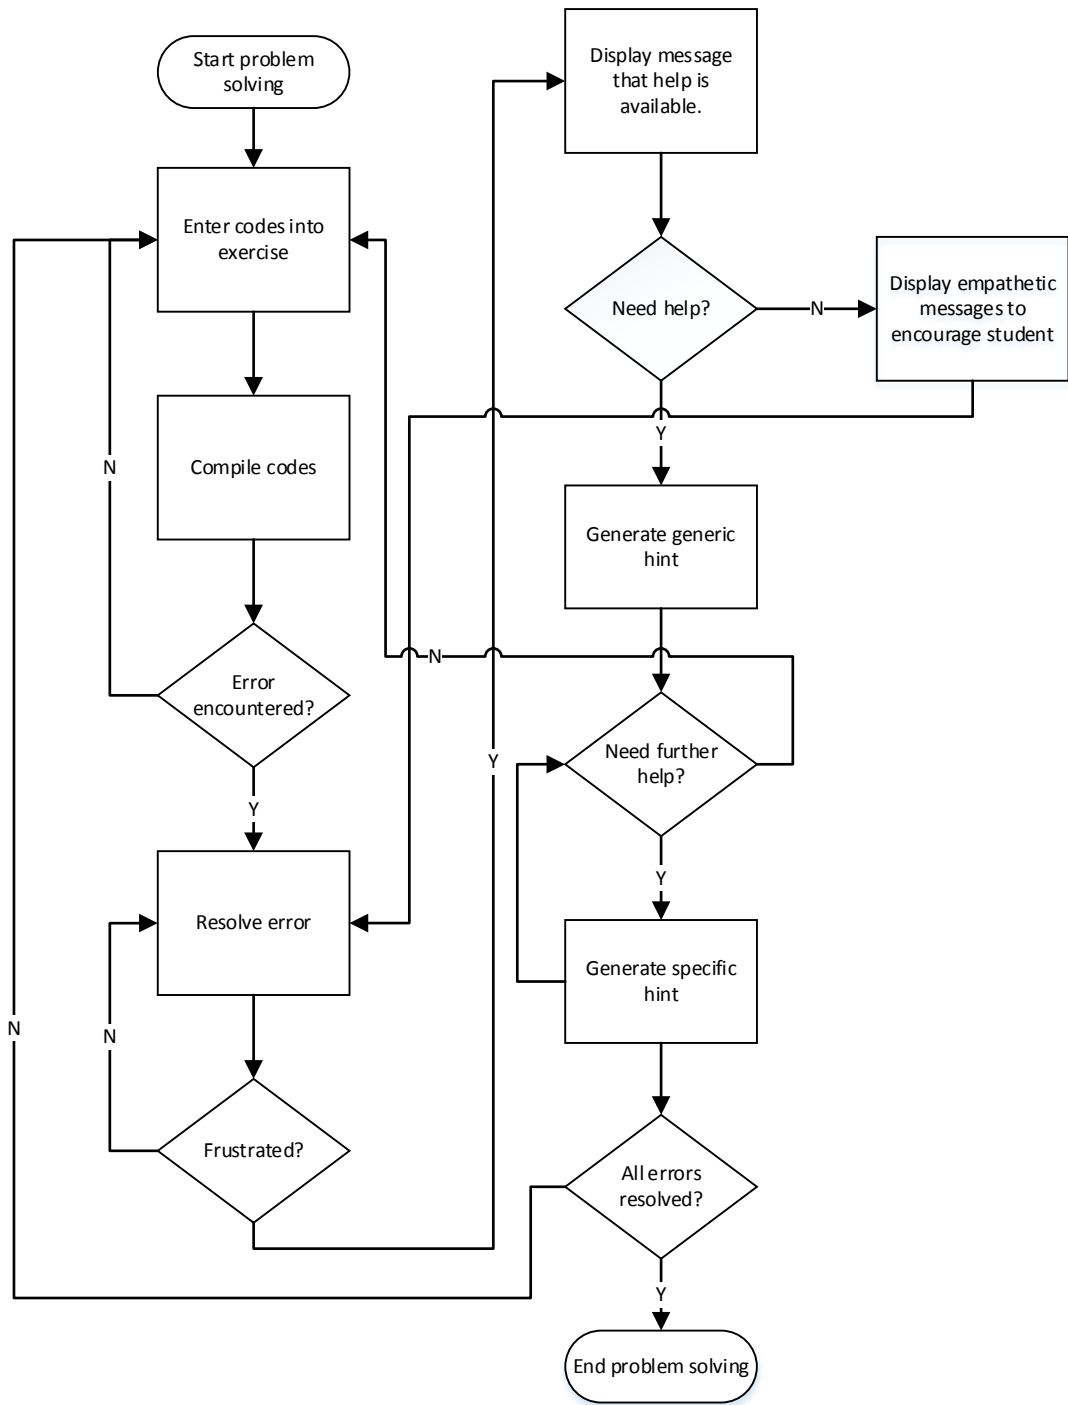 Start problem
solving
Enter codes into
exercise
Compile codes
N
Error
encountered?
Y
Resolve error
N
N
Frustrated?
Y
Display message
that help is
available.
Need help?
N
Display empathetic
messages to
encourage student
Y
Generate generic
hint
N
Need further
help?
Y
Generate specific
hint
All errors
resolved?
Y
End problem solving